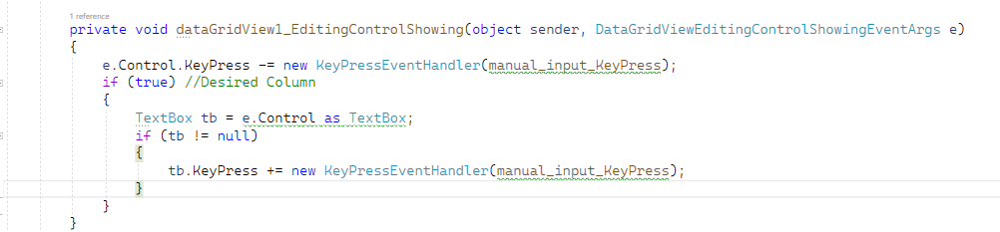 1 reference
private void dataGridView1_EditingControlShowing(object sender, DataGridViewEditingControlShowingEventArgs e)
{
e.Control.KeyPress -= new KeyPressEventHandler(manual_input_KeyPress);
if (true) //Desired Column
{
TextBox tb = e.Control as TextBox;
if (tb != null)
{
tb.KeyPress += new KeyPressEventHandler(manual_input_KeyPress);
}
}
}